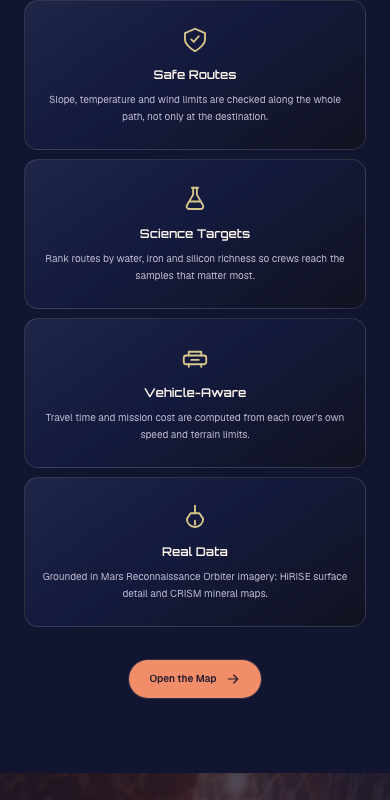 Safe Routes
Slope, temperature and wind limits are checked along the whole
path, not only at the destination.
Science Targets
Rank routes by water, iron and silicon richness so crews reach the
samples that matter most.
Vehicle-Aware
Travel time and mission cost are computed from each rover's own
speed and terrain limits.
Real Data
Grounded in Mars Reconnaissance Orbiter imagery: HiRISE surface
detail and CRISM mineral maps.
Open the Map